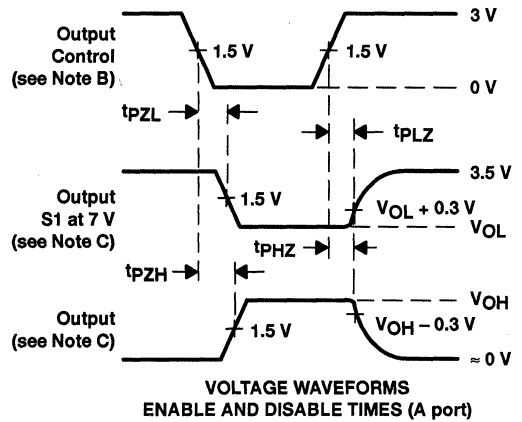 Output
Control
(see Note B)
1.5 V
1.5 V
3 V
0 V
tPZL
tPLZ
Output
S1 at 7 V
(see Note C)
1.5 V
3.5 V
VOL + 0.3 V
VOL
tPHZ
tPZH
Output
(see Note C)
1.5 V
VOH
VOH – 0.3 V
≈ 0 V
VOLTAGE WAVEFORMS
ENABLE AND DISABLE TIMES (A port)